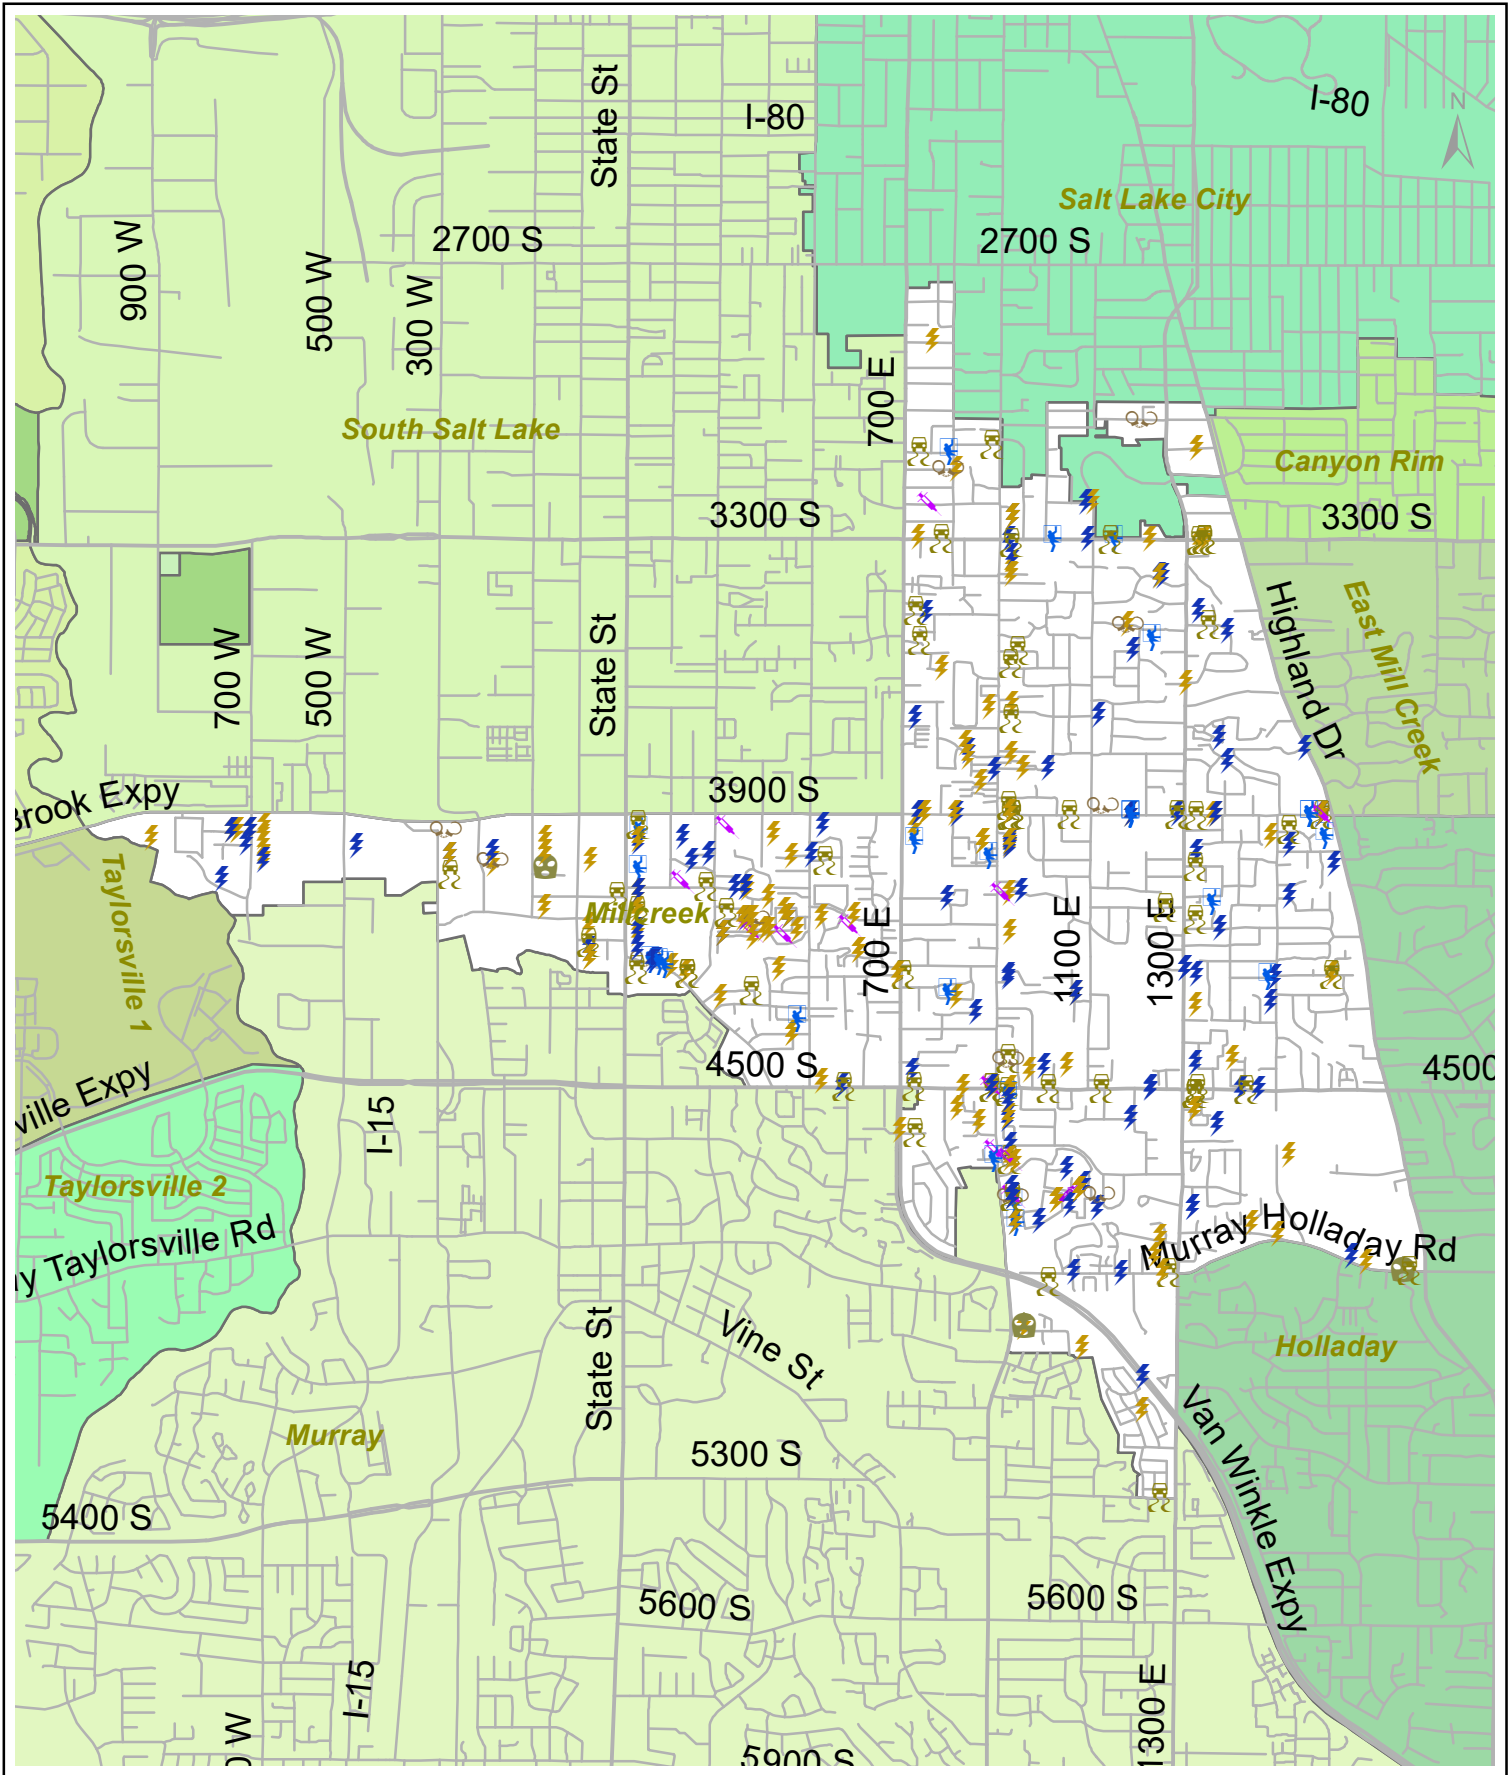 State St
I-80
I-80
N
Salt Lake City
2700 S
2700 S
900 W
500 W
300 W
700 E
South Salt Lake
Canyon Rim
3300 S
3300 S
Highland Dr
East Mill Creek
700 W
500 W
State St
3900 S
Brook Expy
Taylorsville 1
Millcreek
700 E
1100 E
1300 E
4500 S
4500
ville Expy
I-15
Taylorsville 2
y Taylorsville Rd
Murray Holladay Rd
State St
Vine St
Holladay
Murray
Van Winkle Expy
5300 S
5400 S
5600 S
5600 S
I-15
1300 E
0 W
5900 S